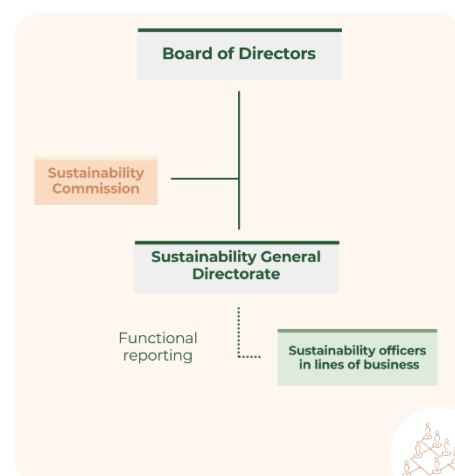 Board of Directors
Sustainability
Commission
Sustainability General
Directorate
Functional
reporting
Sustainability officers
in lines of business